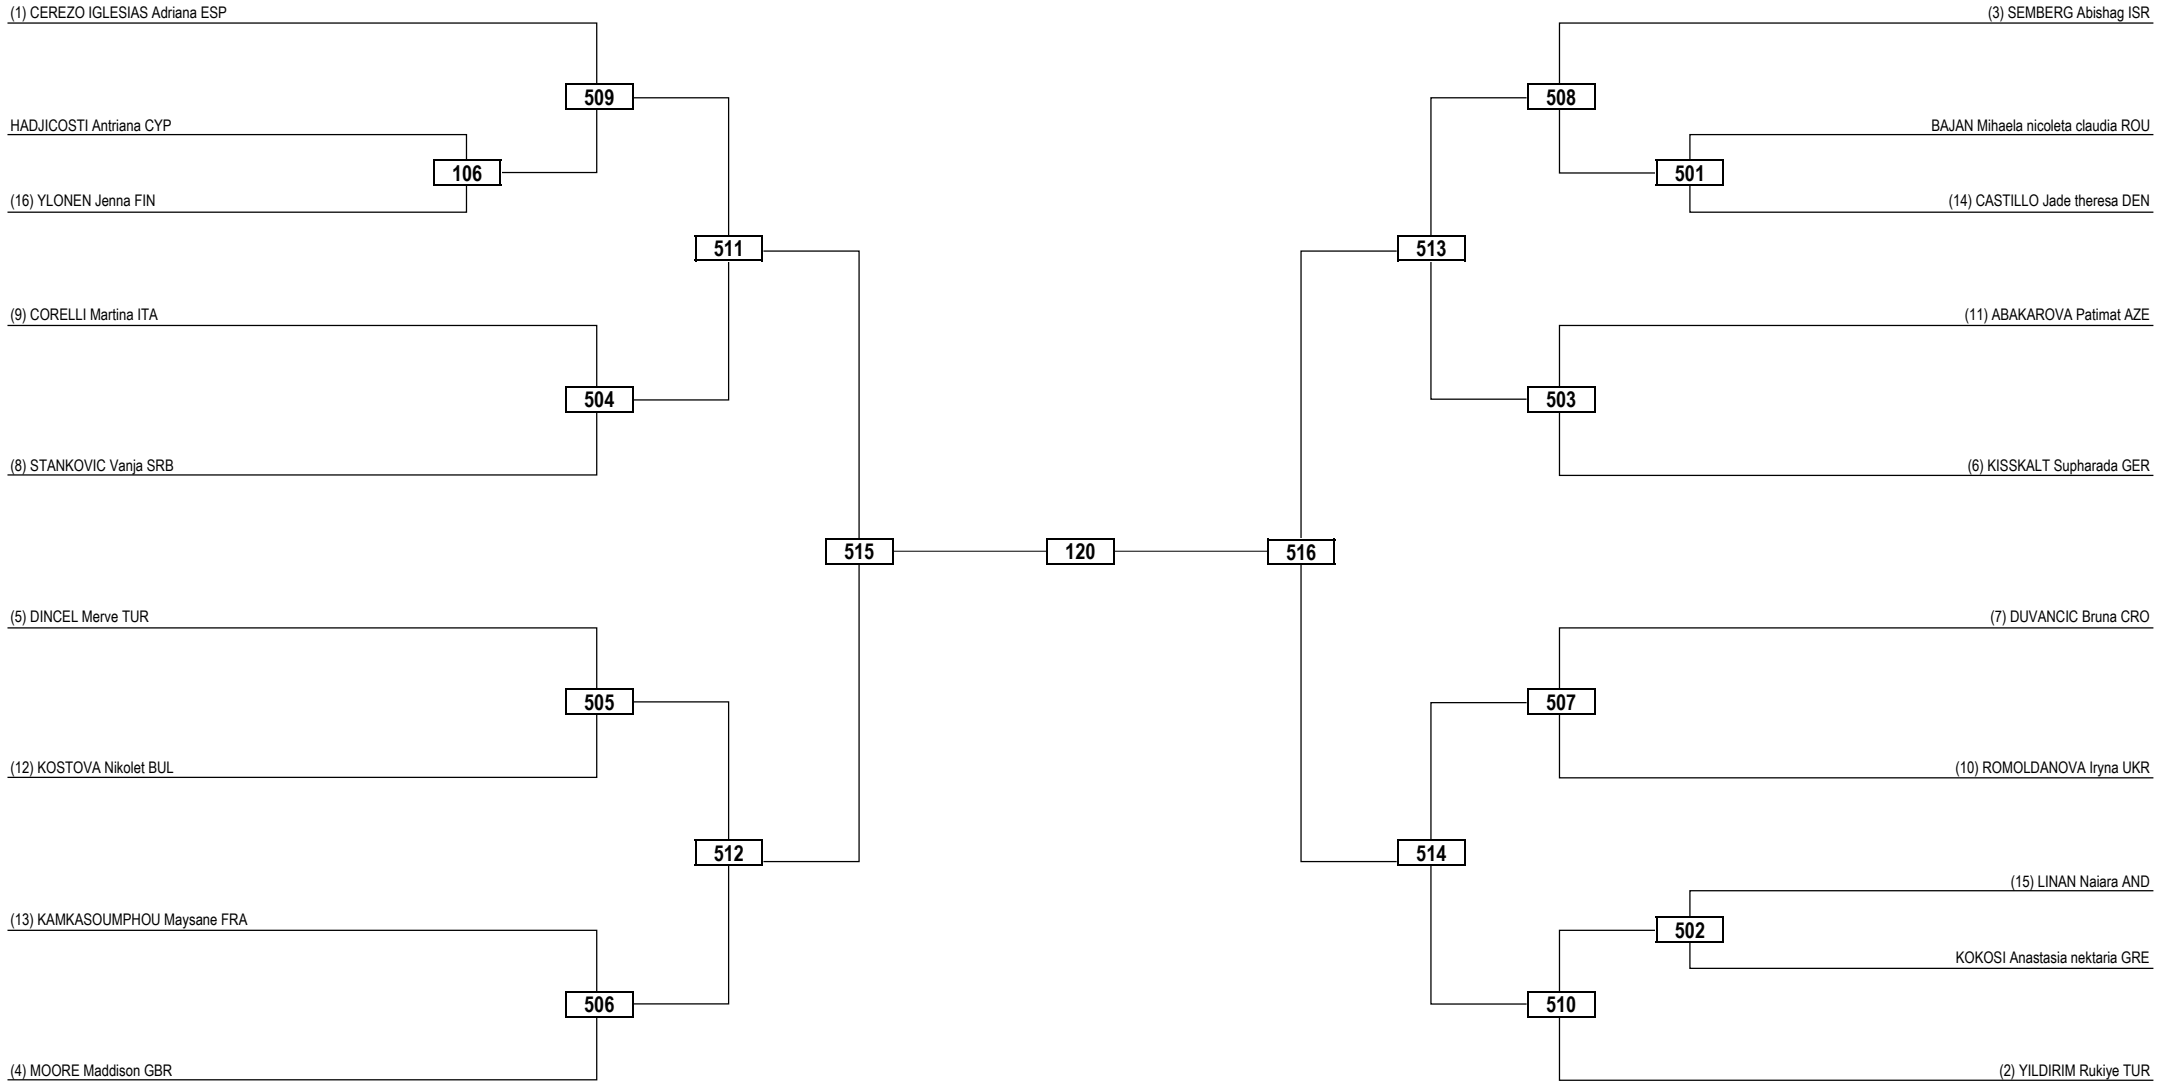 (1) CEREZO IGLESIAS Adriana ESP
(3) SEMBERG Abishag ISR
509
508
HADJICOSTI Antriana CYP
BAJAN Mihaela nicoleta claudia ROU
106
501
(16) YLONEN Jenna FIN
(14) CASTILLO Jade theresa DEN
511
513
(9) CORELLI Martina ITA
(11) ABAKAROVA Patimat AZE
504
503
(8) STANKOVIC Vanja SRB
(6) KISSKALT Supharada GER
515
120
516
(5) DINCEL Merve TUR
(7) DUVANCIC Bruna CRO
505
507
(12) KOSTOVA Nikolet BUL
(10) ROMOLDANOVA Iryna UKR
512
514
(15) LINAN Naiara AND
(13) KAMKASOUMPHOU Maysane FRA
502
KOKOSI Anastasia nektaria GRE
506
510
(4) MOORE Maddison GBR
(2) YILDIRIM Rukiye TUR